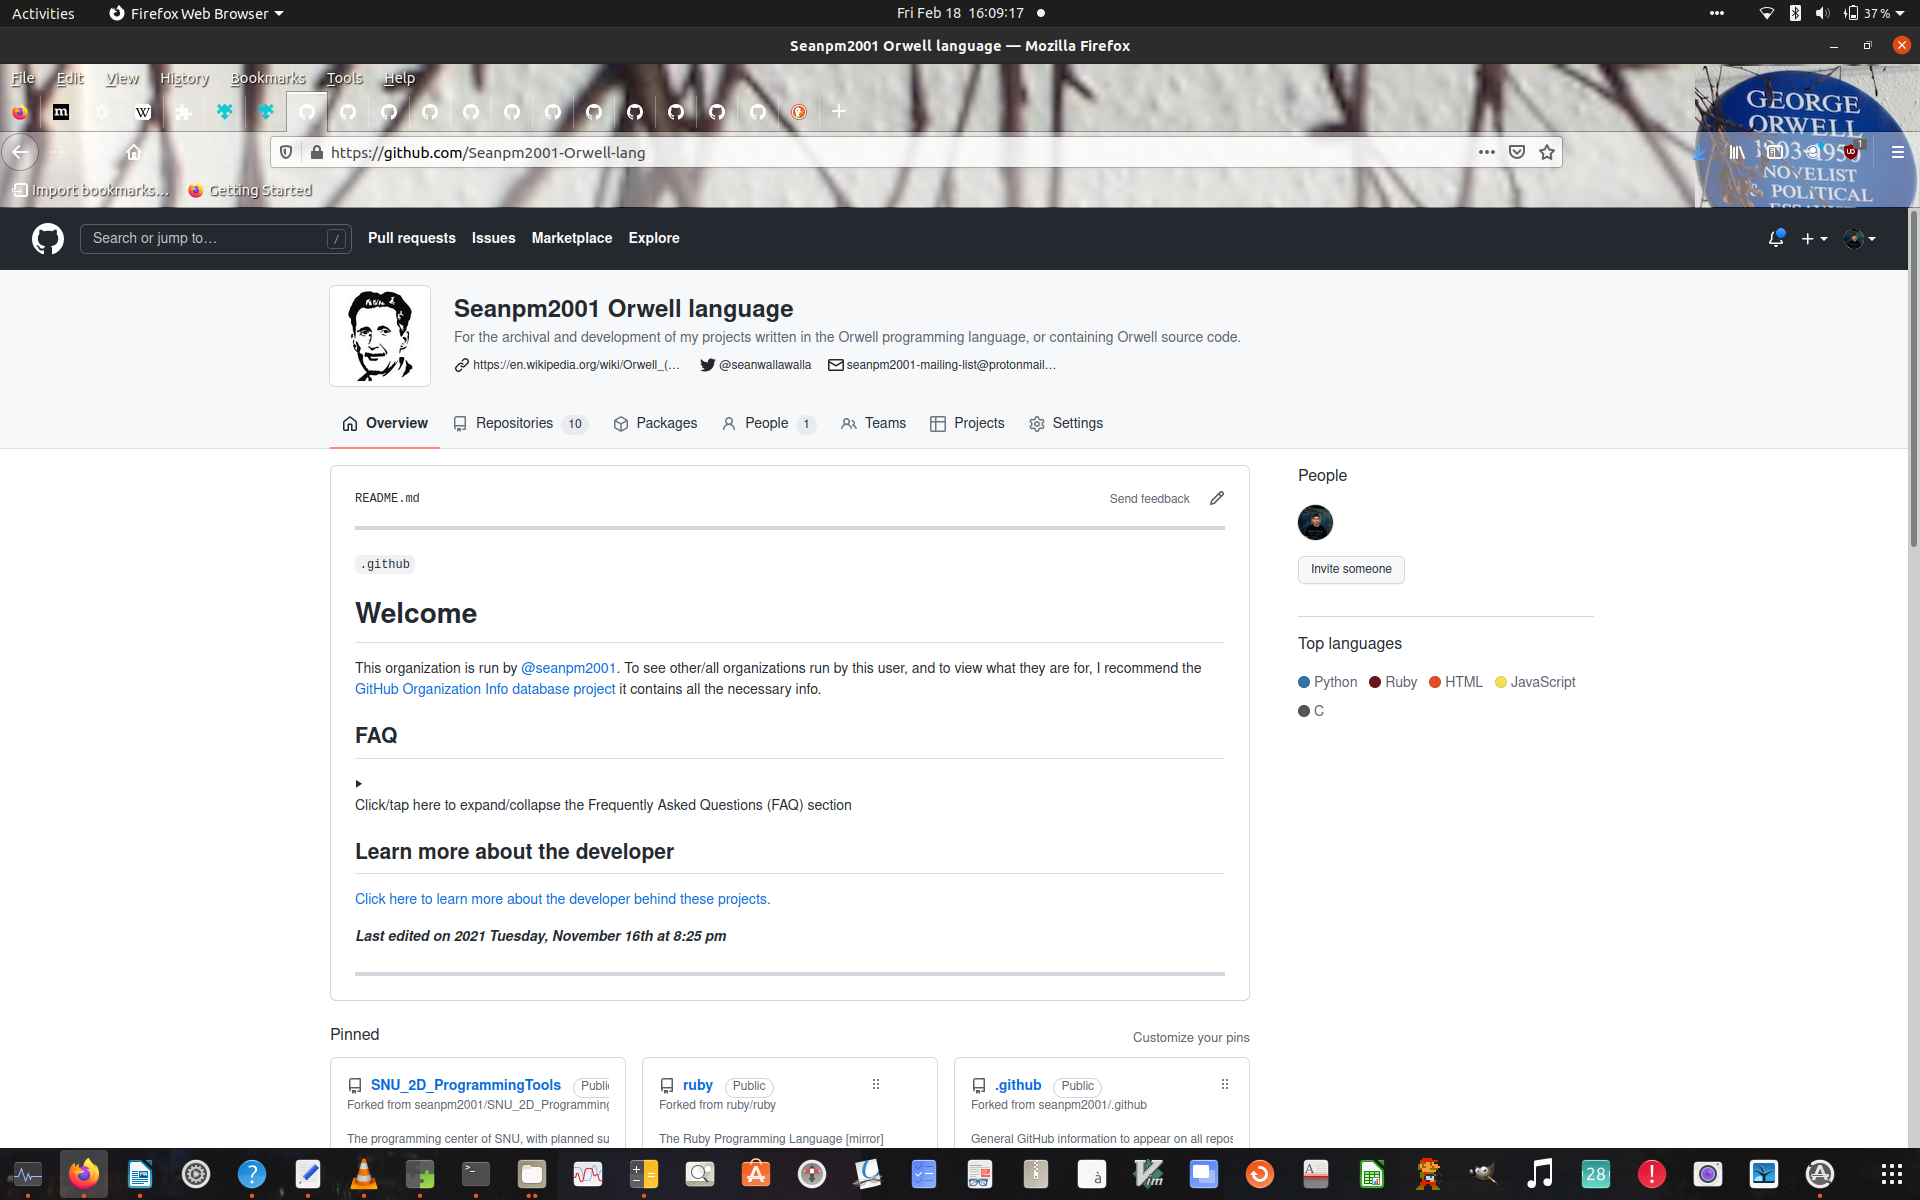 Activities
Firefox Web Browser
Fri Feb 18 16:09:17
37 %
Seanpm2001 Orwell language — Mozilla Firefox
File Edit View History Bookmarks Tools Help
GEORGE
ORWELL
https://github.com/Seanpm2001-Orwell-lang
1
NOVELIST
Import bookmarks… Getting Started
& POLITICAL
Search or jump to… /
Pull requests Issues Marketplace Explore
Seanpm2001 Orwell language
For the archival and development of my projects written in the Orwell programming language, or containing Orwell source code.
https://en.wikipedia.org/wiki/Orwell_(… @seanwallawalla seanpm2001-mailing-list@protonmail…
Overview Repositories 10 Packages People 1 Teams Projects Settings
README.md
Send feedback
.github
Welcome
This organization is run by @seanpm2001. To see other/all organizations run by this user, and to view what they are for, I recommend the
GitHub Organization Info database project it contains all the necessary info.
FAQ
Click/tap here to expand/collapse the Frequently Asked Questions (FAQ) section
Learn more about the developer
Click here to learn more about the developer behind these projects.
Last edited on 2021 Tuesday, November 16th at 8:25 pm
People
Invite someone
Top languages
Python Ruby HTML JavaScript
C
Pinned
Customize your pins
SNU_2D_ProgrammingTools Publi
Forked from seanpm2001/SNU_2D_Programming
The programming center of SNU, with planned su
ruby Public
Forked from ruby/ruby
The Ruby Programming Language [mirror]
.github Public
Forked from seanpm2001/.github
General GitHub information to appear on all repos
28